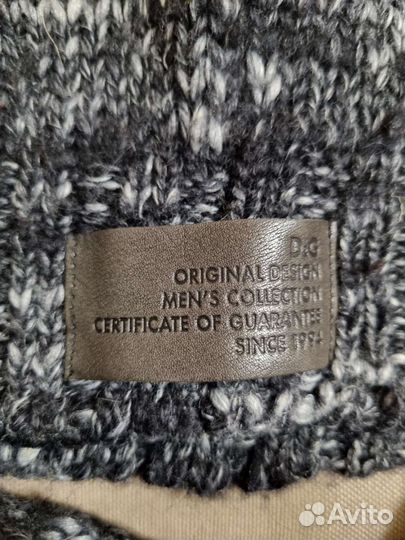 D&G
ORIGINAL DESIGN
MEN'S COLLECTION
CERTIFICATE OF GUARANTEE
SINCE 1994
Avito